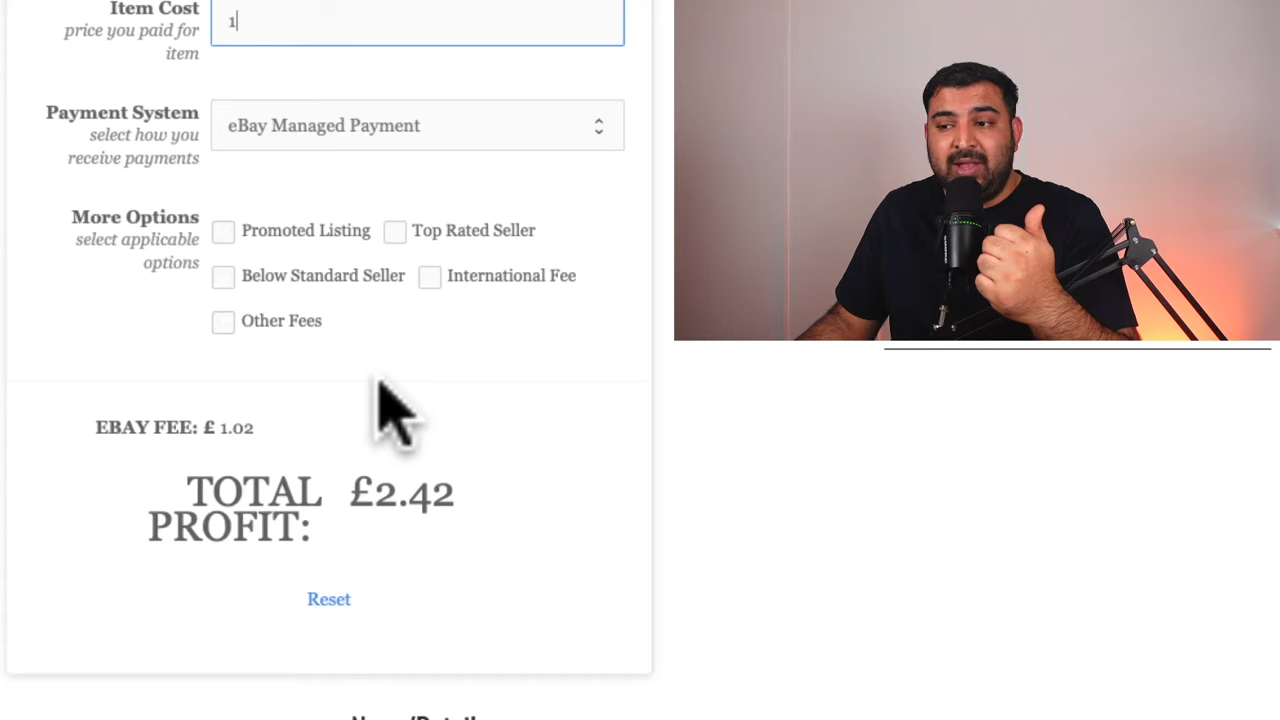 Item Cost
price you paid for
item
1
Payment System
select how you
receive payments
eBay Managed Payment
More Options
select applicable
options
Promoted Listing
Top Rated Seller
Below Standard Seller
International Fee
Other Fees
EBAY FEE: £ 1.02
TOTAL
PROFIT:
£2.42
Reset